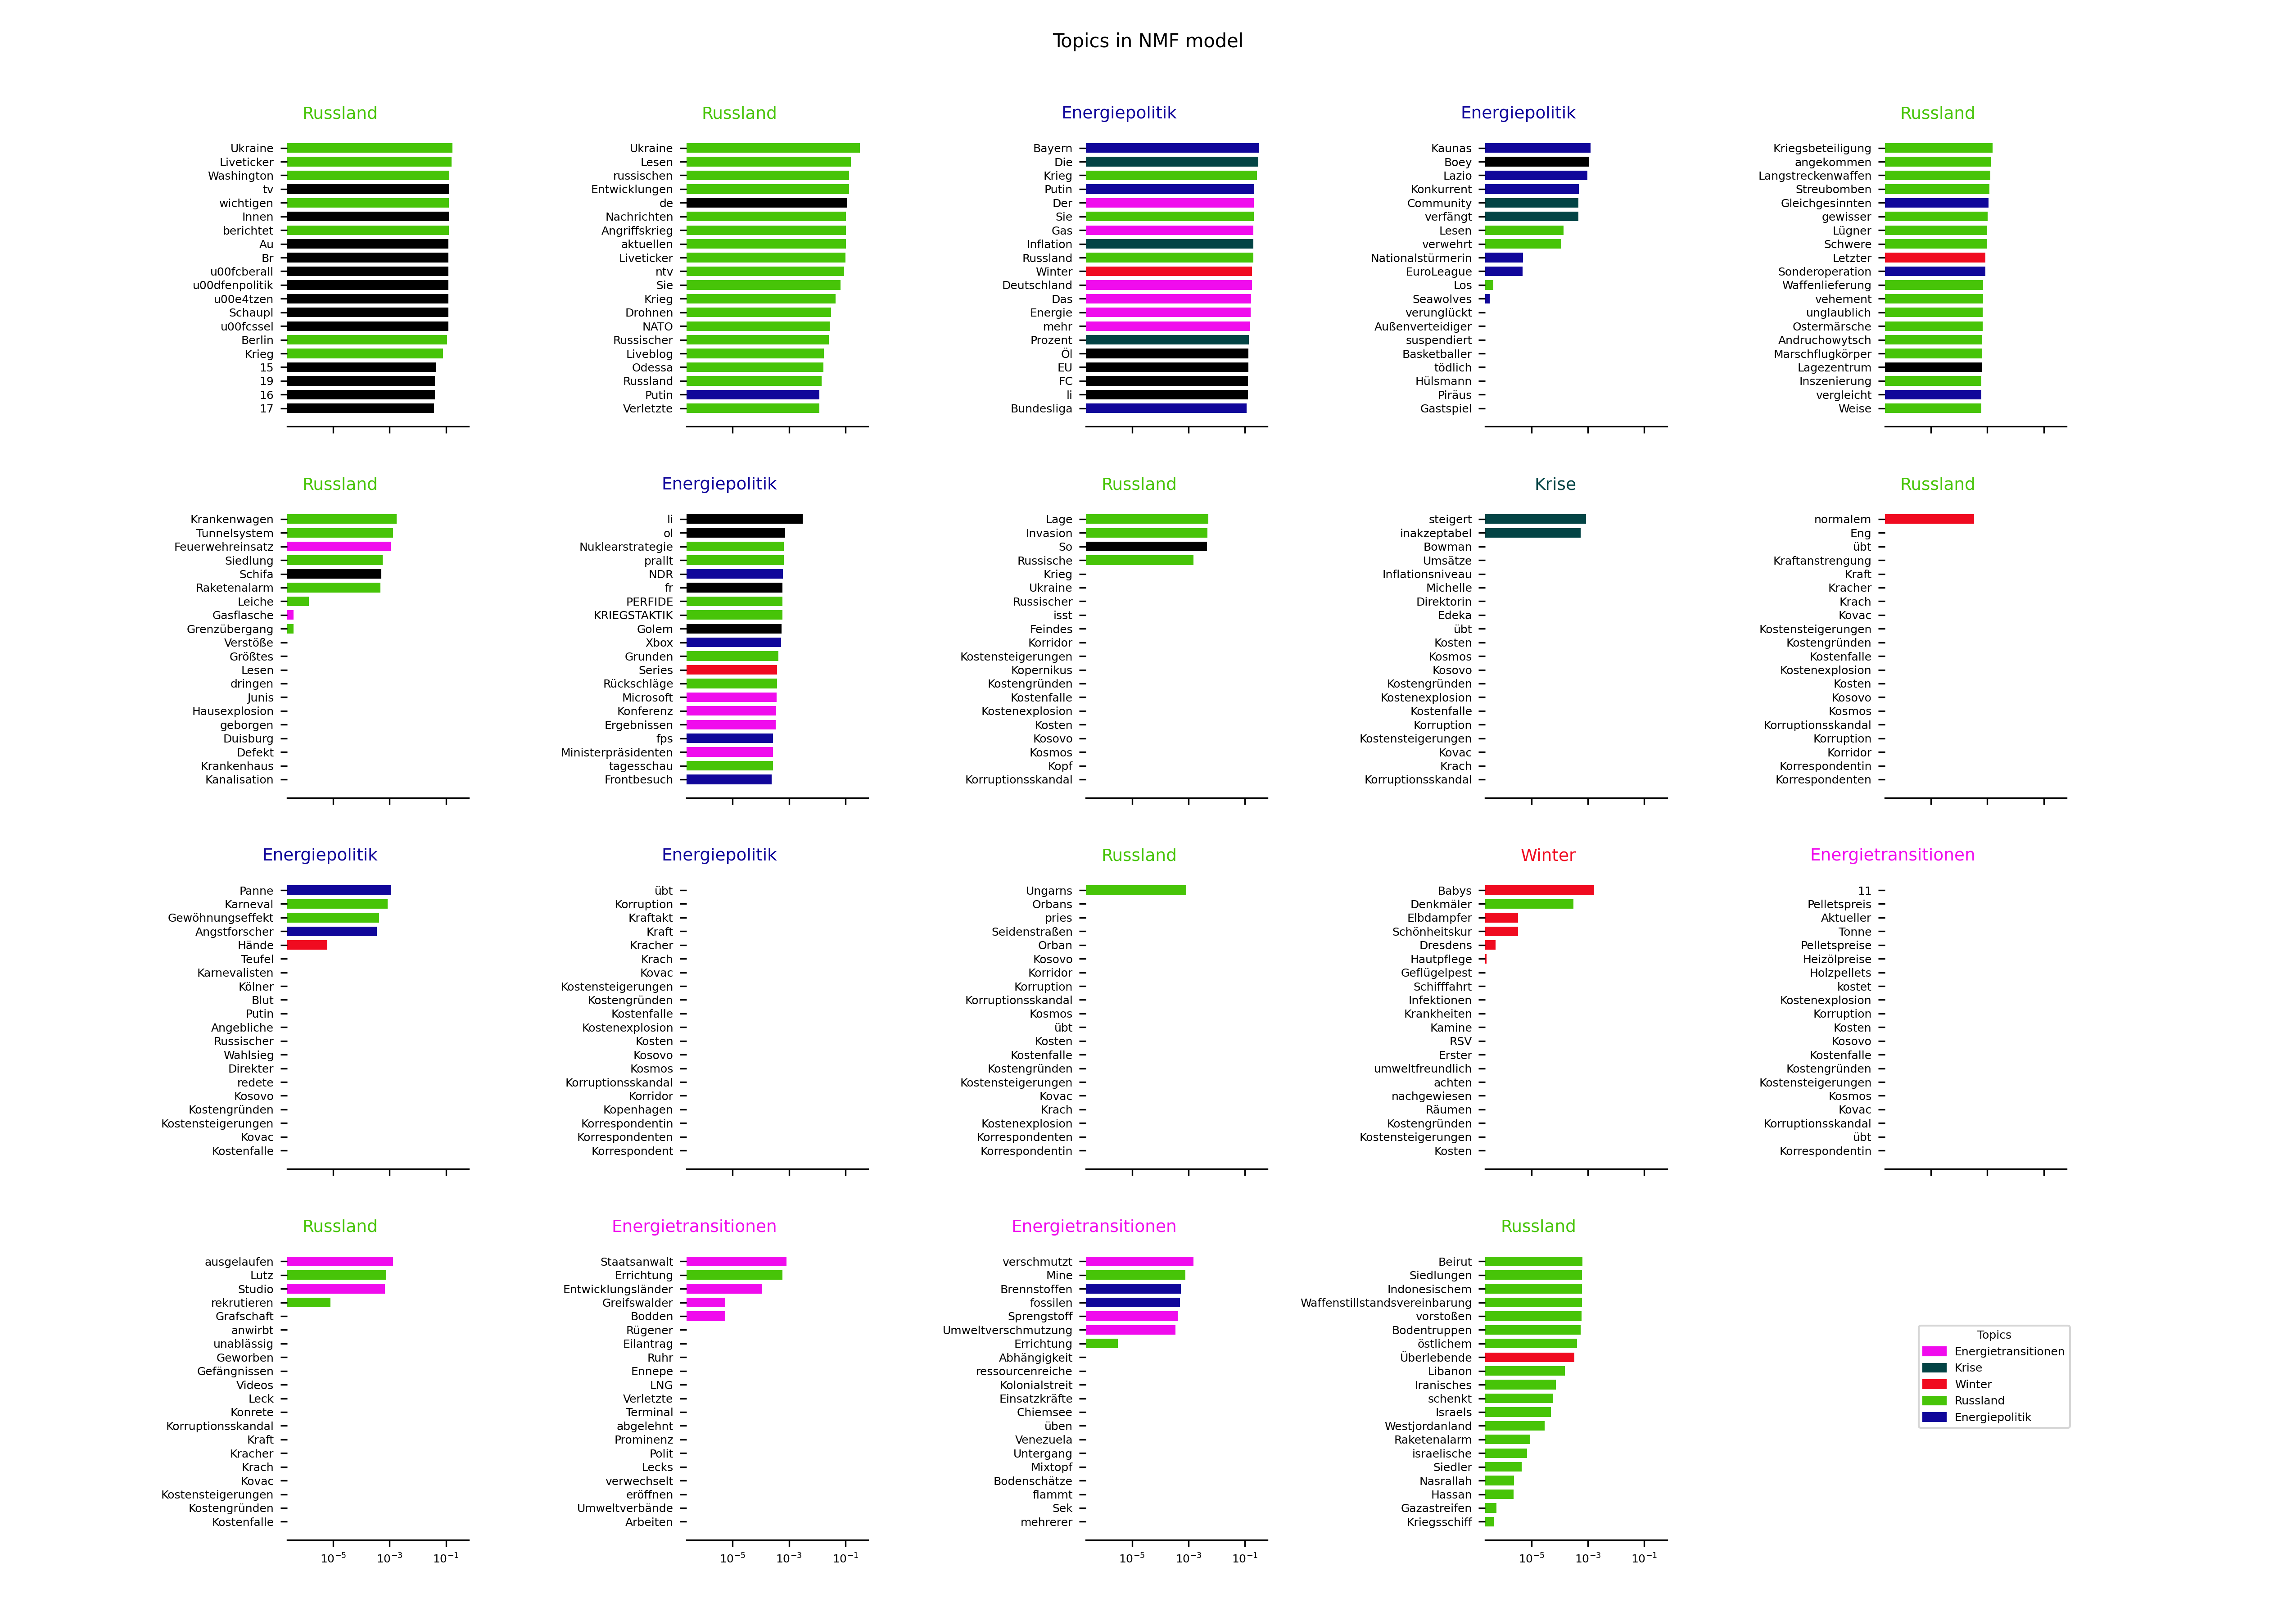 Topics in NMF model
Russland
Ukraine
Liveticker
Washington
tv
wichtigen
Innen
berichtet
Au
Br
u00fcberall
u00dfenpolitik
u00e4tzen
Schaupl
u00fcssel
Berlin
Krieg
15
19
16
17
Russland
Ukraine
Lesen
russischen
Entwicklungen
de
Nachrichten
Angriffskrieg
aktuellen
Liveticker
ntv
Sie
Krieg
Drohnen
NATO
Russischer
Liveblog
Odessa
Russland
Putin
Verletzte
Energiepolitik
Bayern
Die
Krieg
Putin
Der
Sie
Gas
Inflation
Russland
Winter
Deutschland
Das
Energie
mehr
Prozent
Öl
EU
FC
li
Bundesliga
Energiepolitik
Kaunas
Boey
Lazio
Konkurrent
Community
verfängt
Lesen
verwehrt
Nationalstürmerin
EuroLeague
Los
Seawolves
verunglückt
Außenverteidiger
suspendiert
Basketballer
tödlich
Hülsmann
Piräus
Gastspiel
Russland
Kriegsbeteiligung
angekommen
Langstreckenwaffen
Streubomben
Gleichgesinnten
gewisser
Lügner
Schwere
Letzter
Sonderoperation
Waffenlieferung
vehement
unglaublich
Ostermärsche
Andruchowytsch
Marschflugkörper
Lagezentrum
Inszenierung
vergleicht
Weise
Russland
Krankenwagen
Tunnelsystem
Feuerwehreinsatz
Siedlung
Schifa
Raketenalarm
Leiche
Gasflasche
Grenzübergang
Verstöße
Größtes
Lesen
dringen
Junis
Hausexplosion
geborgen
Duisburg
Defekt
Krankenhaus
Kanalisation
Energiepolitik
li
ol
Nuklearstrategie
prallt
NDR
fr
PERFIDE
KRIEGSTAKTIK
Golem
Xbox
Grunden
Series
Rückschläge
Microsoft
Konferenz
Ergebnissen
fps
Ministerpräsidenten
tagesschau
Frontbesuch
Russland
Lage
Invasion
So
Russische
Krieg
Ukraine
Russischer
isst
Feindes
Korridor
Kostensteigerungen
Kopernikus
Kostengründen
Kostenfalle
Kostenexplosion
Kosten
Kosovo
Kosmos
Kopf
Korruptionsskandal
Krise
steigert
inakzeptabel
Bowman
Umsätze
Inflationsniveau
Michelle
Direktorin
Edeka
übt
Kosten
Kosmos
Kosovo
Kostengründen
Kostenexplosion
Kostenfalle
Korruption
Kostensteigerungen
Kovac
Krach
Korruptionsskandal
Russland
normalem
Eng
übt
Kraftanstrengung
Kraft
Kracher
Krach
Kovac
Kostensteigerungen
Kostengründen
Kostenfalle
Kostenexplosion
Kosten
Kosovo
Kosmos
Korruptionsskandal
Korruption
Korridor
Korrespondentin
Korrespondenten
Energiepolitik
Panne
Karneval
Gewöhnungseffekt
Angstforscher
Hände
Teufel
Karnevalisten
Kölner
Blut
Putin
Angebliche
Russischer
Wahlsieg
Direkter
redete
Kosovo
Kostengründen
Kostensteigerungen
Kovac
Kostenfalle
Energiepolitik
übt
Korruption
Kraftakt
Kraft
Kracher
Krach
Kovac
Kostensteigerungen
Kostengründen
Kostenfalle
Kostenexplosion
Kosten
Kosovo
Kosmos
Korruptionsskandal
Korridor
Kopenhagen
Korrespondentin
Korrespondenten
Korrespondent
Russland
Ungarns
Orbans
pries
Seidenstraßen
Orban
Kosovo
Korridor
Korruption
Korruptionsskandal
Kosmos
übt
Kosten
Kostenfalle
Kostengründen
Kostensteigerungen
Kovac
Krach
Kostenexplosion
Korrespondenten
Korrespondentin
Winter
Babys
Denkmäler
Elbdampfer
Schönheitskur
Dresdens
Hautpflege
Geflügelpest
Schifffahrt
Infektionen
Krankheiten
Kamine
RSV
Erster
umweltfreundlich
achten
nachgewiesen
Räumen
Kostengründen
Kostensteigerungen
Kosten
Energietransitionen
11
Pelletspreis
Aktueller
Tonne
Pelletspreise
Heizölpreise
Holzpellets
kostet
Kostenexplosion
Korruption
Kosten
Kosovo
Kostenfalle
Kostengründen
Kostensteigerungen
Kosmos
Kovac
Korruptionsskandal
übt
Korrespondentin
Russland
ausgelaufen
Lutz
Studio
rekrutieren
Grafschaft
anwirbt
unablässig
Geworben
Gefängnissen
Videos
Leck
Konrete
Korruptionsskandal
Kraft
Kracher
Krach
Kovac
Kostensteigerungen
Kostengründen
Kostenfalle
10⁻⁵ 10⁻³ 10⁻¹
Energietransitionen
Staatsanwalt
Errichtung
Entwicklungsländer
Greifswalder
Bodden
Rügener
Eilantrag
Ruhr
Ennepe
LNG
Verletzte
Terminal
abgelehnt
Prominenz
Polit
Lecks
verwechselt
eröffnen
Umweltverbände
Arbeiten
10⁻⁵ 10⁻³ 10⁻¹
Energietransitionen
verschmutzt
Mine
Brennstoffen
fossilen
Sprengstoff
Umweltverschmutzung
Errichtung
Abhängigkeit
ressourcenreiche
Kolonialstreit
Einsatzkräfte
Chiemsee
üben
Venezuela
Untergang
Mixtopf
Bodenschätze
flammt
Sek
mehrerer
10⁻⁵ 10⁻³ 10⁻¹
Russland
Beirut
Siedlungen
Indonesischem
Waffenstillstandsvereinbarung
vorstoßen
Bodentruppen
östlichem
Überlebende
Libanon
Iranisches
schenkt
Israels
Westjordanland
Raketenalarm
israelische
Siedler
Nasrallah
Hassan
Gazastreifen
Kriegsschiff
10⁻⁵ 10⁻³ 10⁻¹
Topics
Energietransitionen
Krise
Winter
Russland
Energiepolitik